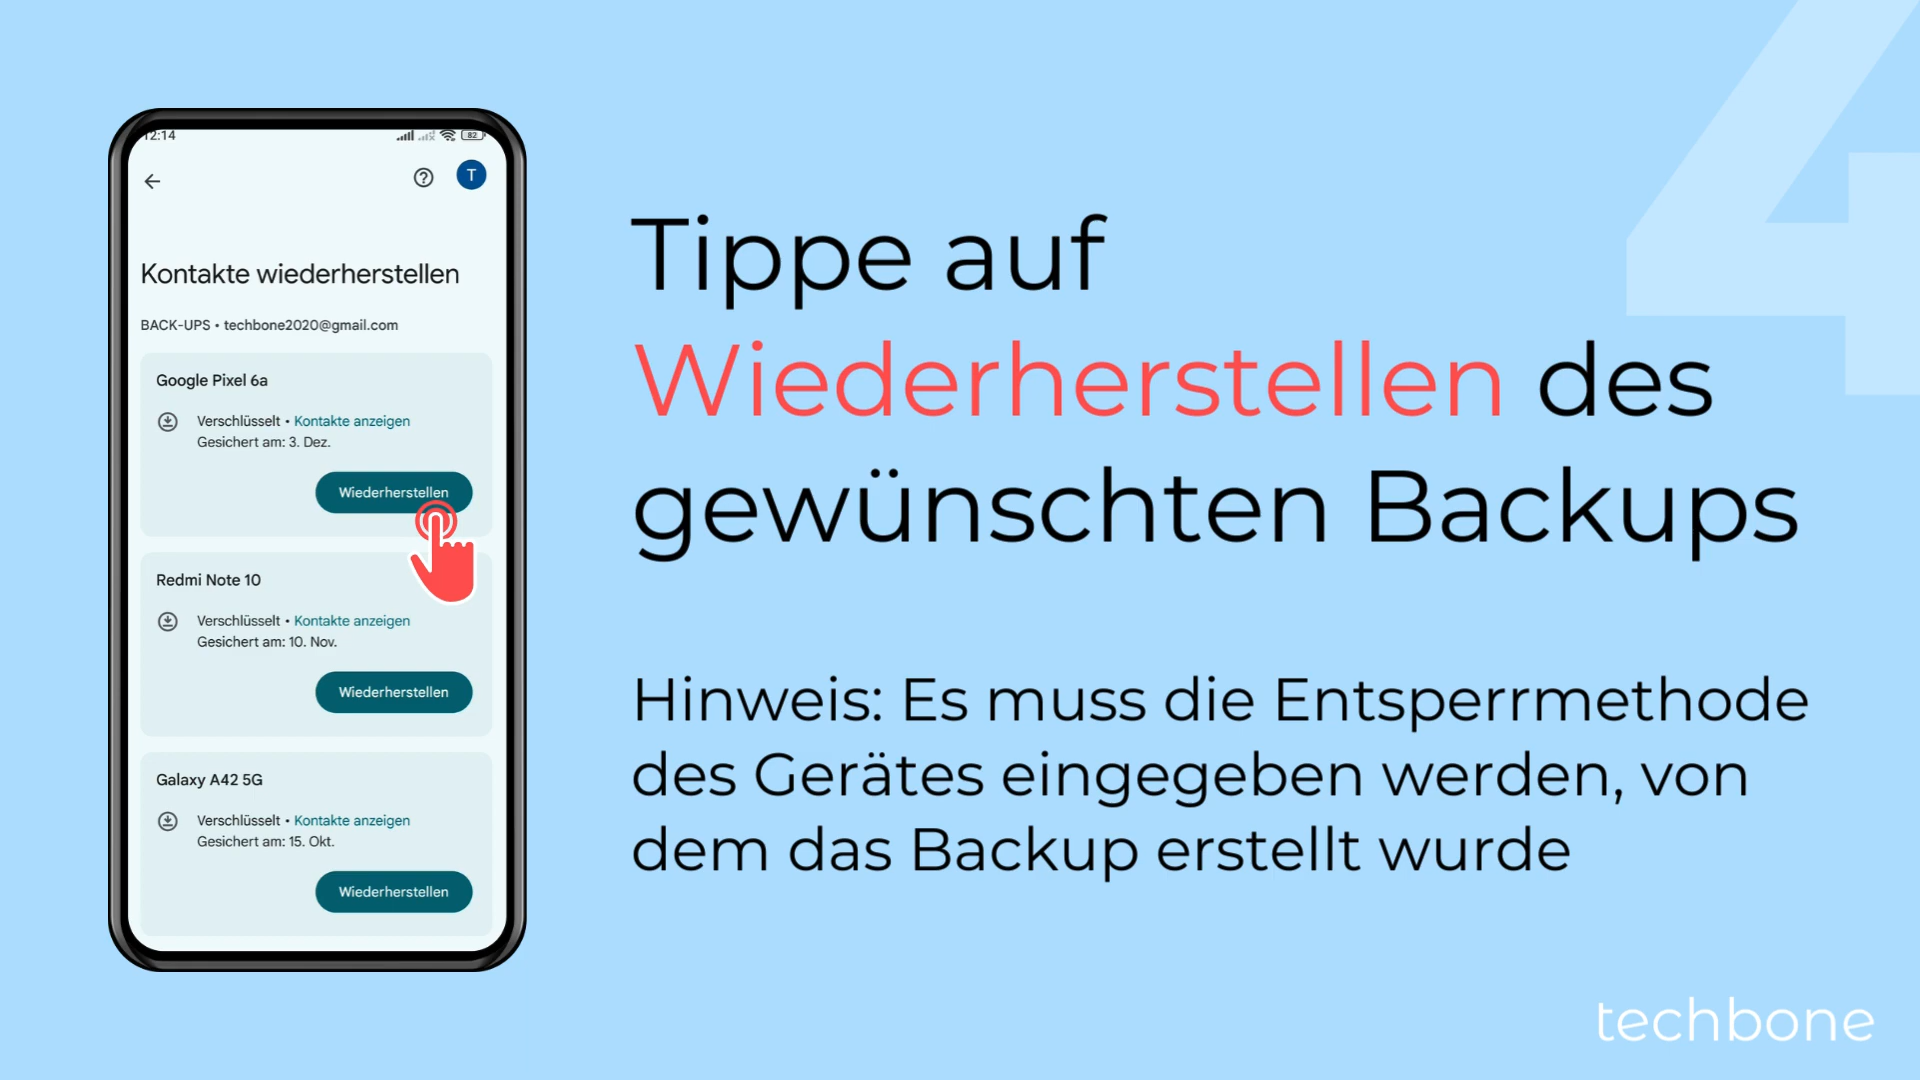 12:14
82
T
Kontakte wiederherstellen
BACK-UPS • techbone2020@gmail.com
Google Pixel 6a
Verschlüsselt • Kontakte anzeigen
Gesichert am: 3. Dez.
Wiederherstellen
Redmi Note 10
Verschlüsselt • Kontakte anzeigen
Gesichert am: 10. Nov.
Wiederherstellen
Galaxy A42 5G
Verschlüsselt • Kontakte anzeigen
Gesichert am: 15. Okt.
Wiederherstellen
4
Tippe auf
Wiederherstellen des
gewünschten Backups
Hinweis: Es muss die Entsperrmethode
des Gerätes eingegeben werden, von
dem das Backup erstellt wurde
techbone